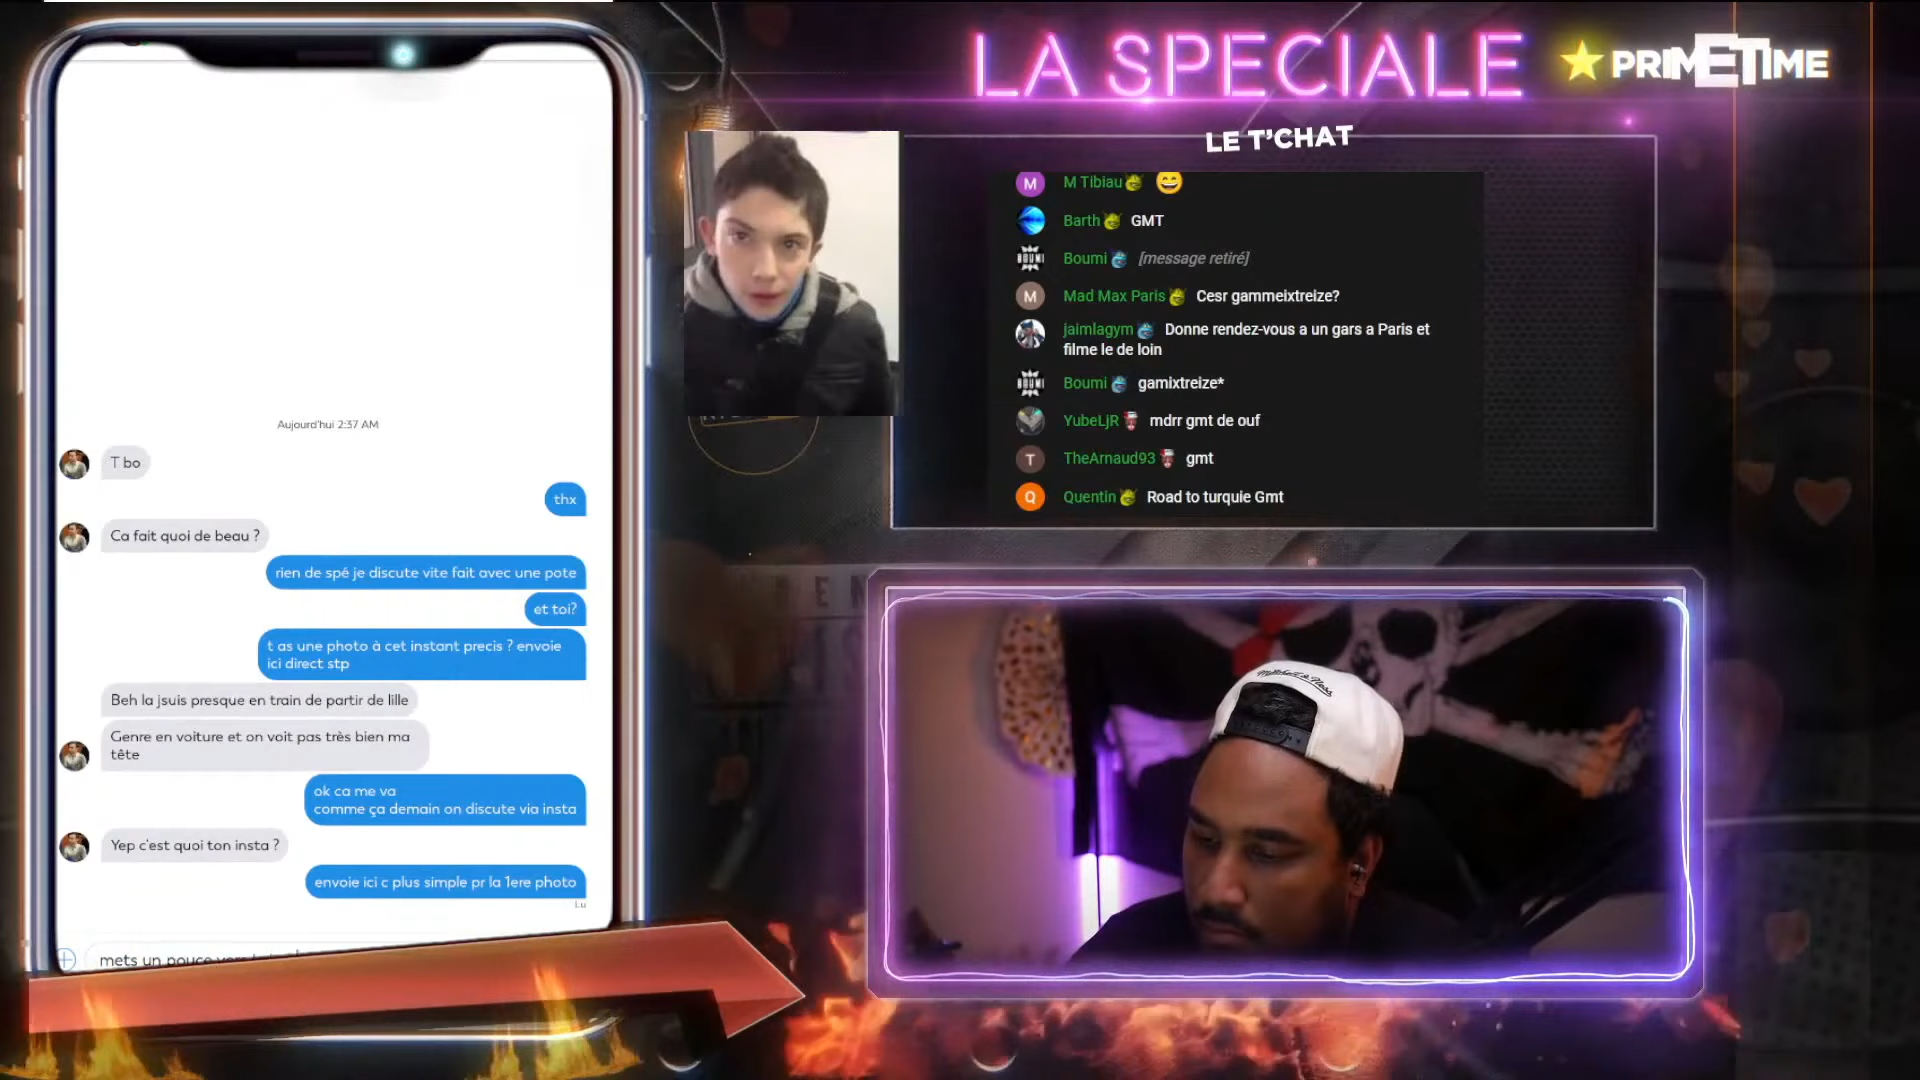 LA SPECIALE
PRIMETIME
LE T'CHAT
M
M Tibiau
Barth GMT
Boumi [message retiré]
M
Mad Max Paris Cesr gammeixtreize?
jaimlagym Donne rendez-vous a un gars a Paris et
filme le de loin
Boumi gamixtreize*
YubeLjR mdrr gmt de ouf
T
TheArnaud93 gmt
Q
Quentin Road to turquie Gmt
Aujourd'hui 2:37 AM
T bo
thx
Ca fait quoi de beau ?
rien de spé je discute vite fait avec une pote
et toi?
t as une photo à cet instant precis ? envoie
ici direct stp
Beh la jsuis presque en train de partir de lille
Genre en voiture et on voit pas très bien ma
tête
ok ca me va
comme ça demain on discute via insta
Yep c'est quoi ton insta ?
envoie ici c plus simple pr la 1ere photo
Lu
mets un pouce